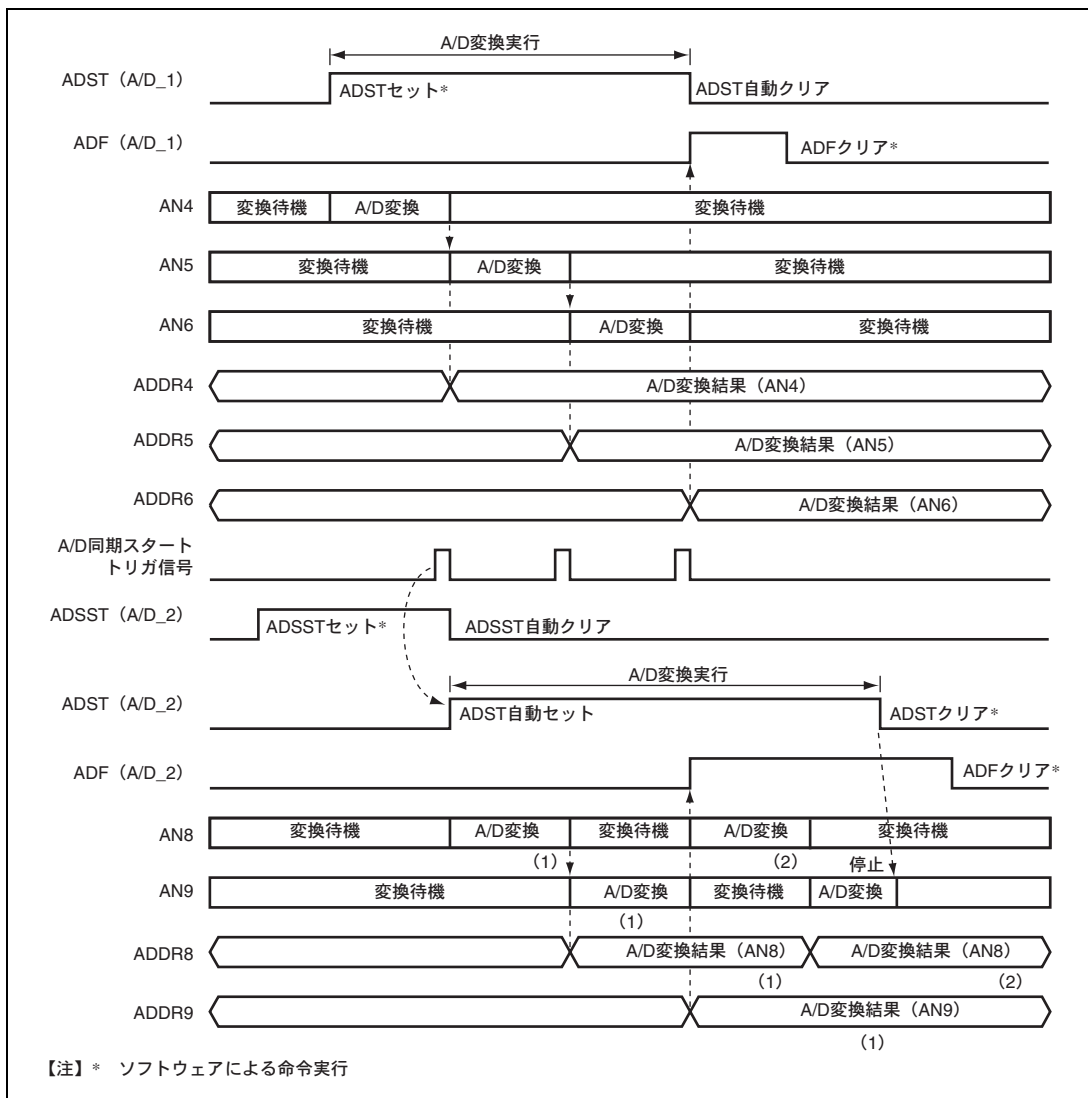 A/D変換実行
ADST（A/D_1） ADSTセット* ADST自動クリア
ADF（A/D_1） ADFクリア*
AN4 変換待機 A/D変換 変換待機
AN5 変換待機 A/D変換 変換待機
AN6 変換待機 A/D変換 変換待機
ADDR4 A/D変換結果（AN4）
ADDR5 A/D変換結果（AN5）
ADDR6 A/D変換結果（AN6）
A/D同期スタート
トリガ信号
ADSST（A/D_2） ADSSTセット* ADSST自動クリア
A/D変換実行
ADST（A/D_2） ADST自動セット ADSTクリア*
ADF（A/D_2） ADFクリア*
AN8 変換待機 A/D変換 変換待機 A/D変換 変換待機
(1) (2) 停止
AN9 変換待機 A/D変換 変換待機 A/D変換
(1)
ADDR8 A/D変換結果（AN8） A/D変換結果（AN8）
(1) (2)
ADDR9 A/D変換結果（AN9）
(1)
【注】* ソフトウェアによる命令実行